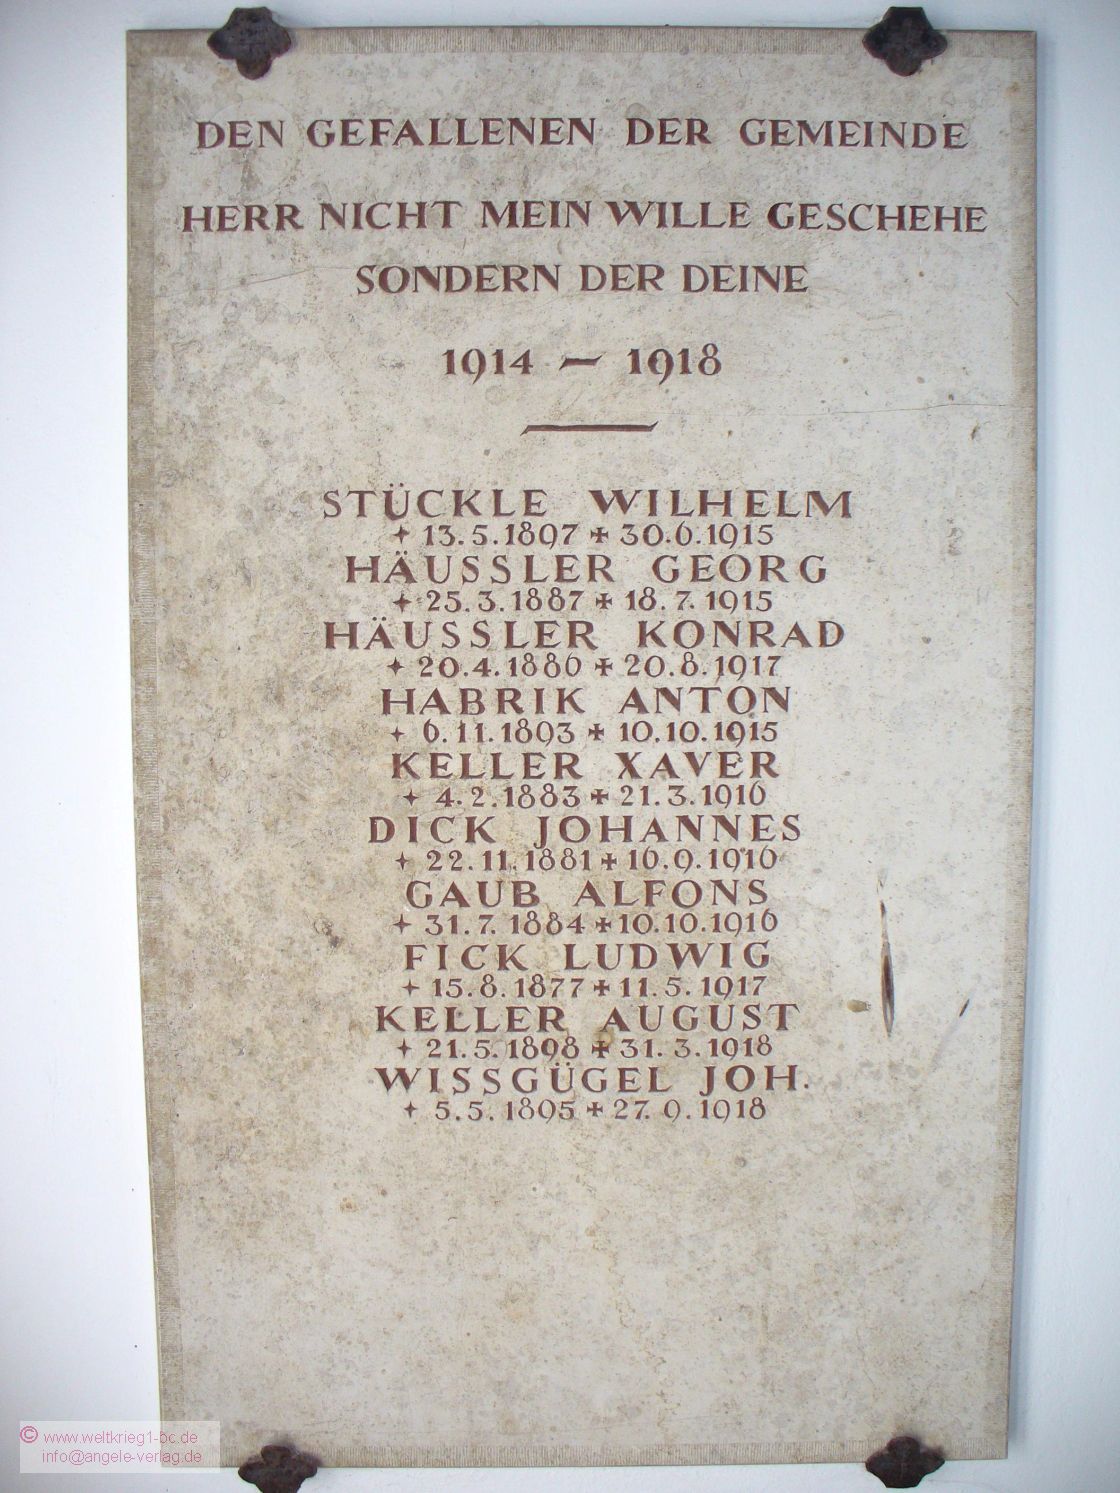 DEN GEFALLENEN DER GEMEINDE
HERR NICHT MEIN WILLE GESCHEHE
SONDERN DER DEINE
1914 – 1918
STÜCKLE WILHELM
✦ 13.5.1897 ✠ 30.6.1915
HÄUSSLER GEORG
✦ 25.3.1887 ✠ 18.7.1915
HÄUSSLER KONRAD
✦ 20.4.1886 ✠ 20.8.1917
HABRIK ANTON
✦ 6.11.1893 ✠ 10.10.1915
KELLER XAVER
✦ 4.2.1883 ✠ 21.3.1916
DICK JOHANNES
✦ 22.11.1881 ✠ 16.9.1916
GAUB ALFONS
✦ 31.7.1884 ✠ 10.10.1916
FICK LUDWIG
✦ 15.8.1877 ✠ 11.5.1917
KELLER AUGUST
✦ 21.5.1898 ✠ 31.3.1918
WISSGÜGEL JOH.
✦ 5.5.1895 ✠ 27.9.1918
© www.weltkrieg1-bc.de
info@angele-verlag.de